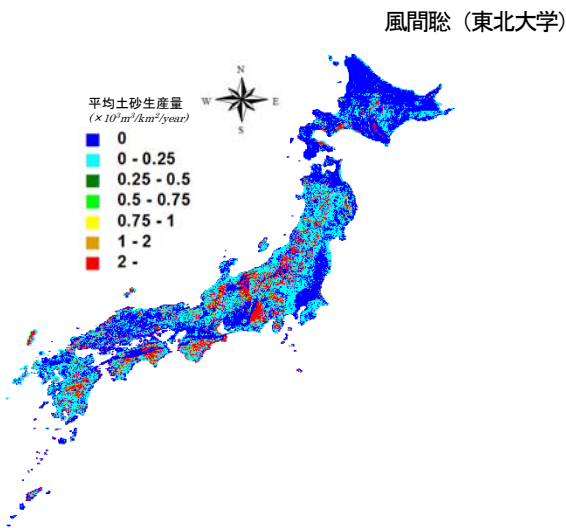 風間聡（東北大学）
N
W
E
S
平均土砂生産量
(×10³m³/km²/year)
0
0 - 0.25
0.25 - 0.5
0.5 - 0.75
0.75 - 1
1 - 2
2 -